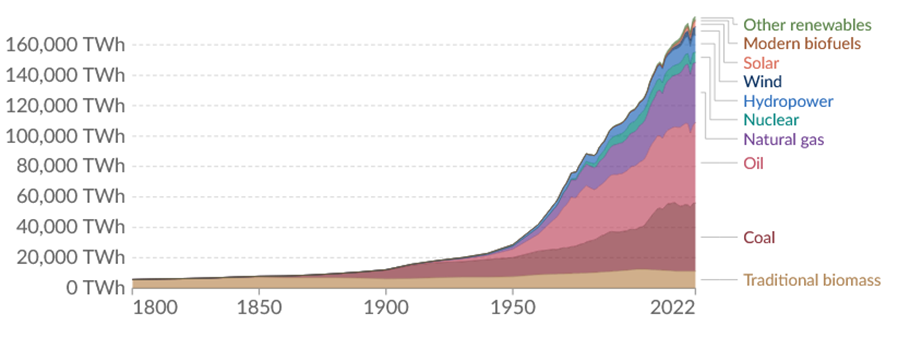 160,000 TWh
140,000 TWh
120,000 TWh
100,000 TWh
80,000 TWh
60,000 TWh
40,000 TWh
20,000 TWh
0 TWh
1800
1850
1900
1950
2022
Other renewables
Modern biofuels
Solar
Wind
Hydropower
Nuclear
Natural gas
Oil
Coal
Traditional biomass